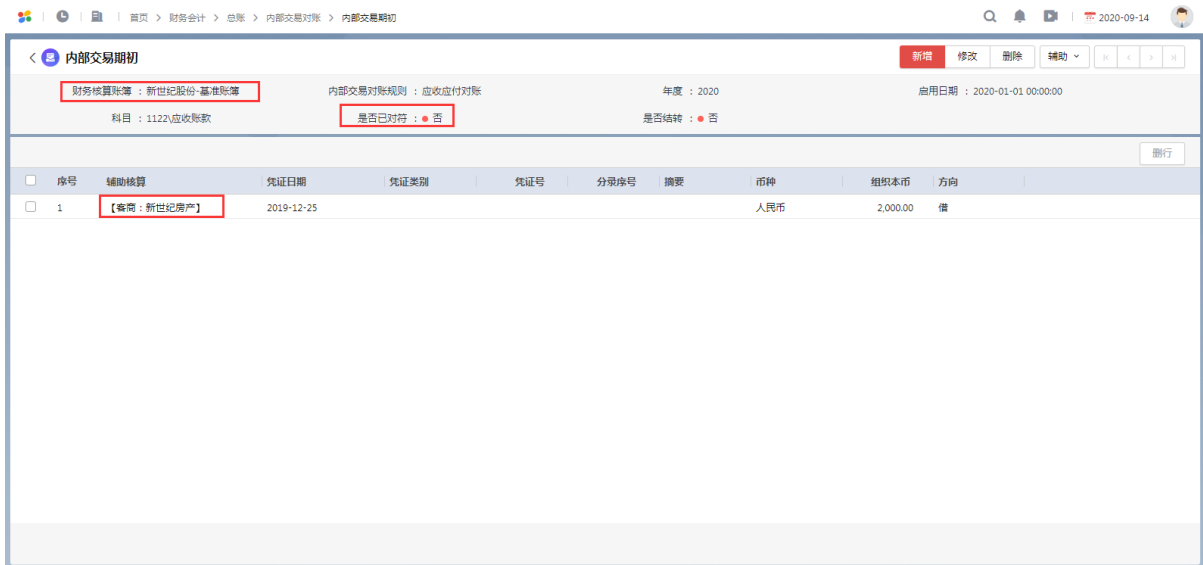 首页 > 财务会计 > 总账 > 内部交易对账 > 内部交易期初 2020-09-14
内部交易期初 新增 修改 删除 辅助
财务核算账簿 : 新世纪股份-基准账簿 内部交易对账规则 : 应收应付对账 年度 : 2020 启用日期 : 2020-01-01 00:00:00
科目 : 1122\应收账款 是否已对符 : 否 是否结转 : 否
删行
序号 辅助核算 凭证日期 凭证类别 凭证号 分录序号 摘要 币种 组织本币 方向
1 【客商:新世纪房产】 2019-12-25 人民币 2,000.00 借